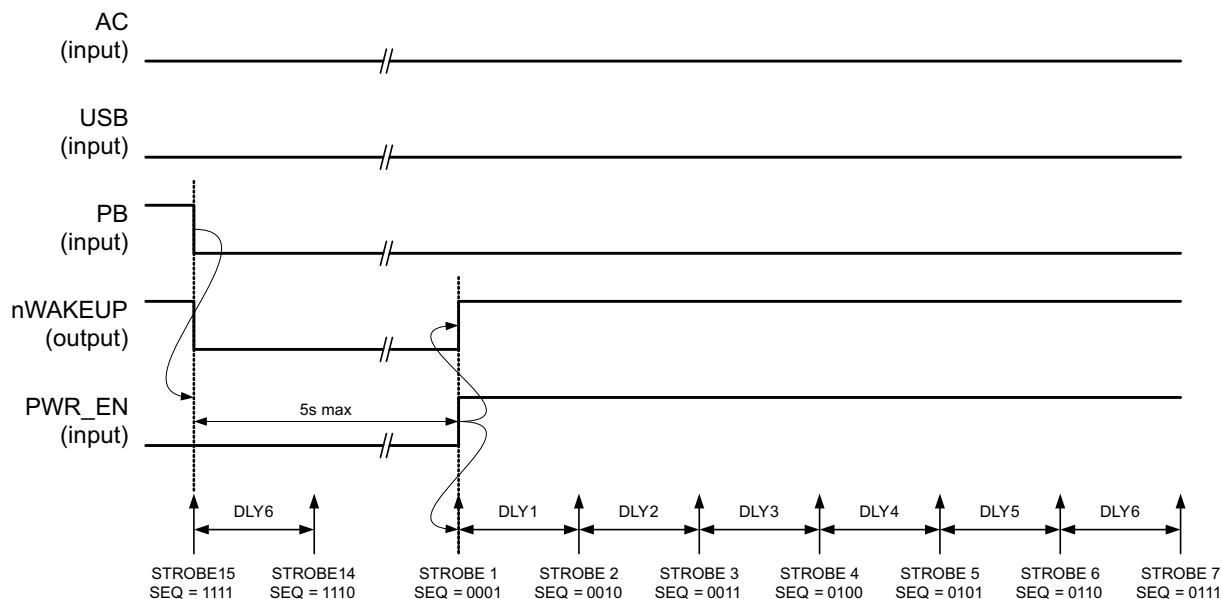 AC
(input)
USB
(input)
PB
(input)
nWAKEUP
(output)
PWR_EN
(input)
5s max
DLY6
DLY1
DLY2
DLY3
DLY4
DLY5
DLY6
STROBE15
SEQ = 1111
STROBE14
SEQ = 1110
STROBE 1
SEQ = 0001
STROBE 2
SEQ = 0010
STROBE 3
SEQ = 0011
STROBE 4
SEQ = 0100
STROBE 5
SEQ = 0101
STROBE 6
SEQ = 0110
STROBE 7
SEQ = 0111